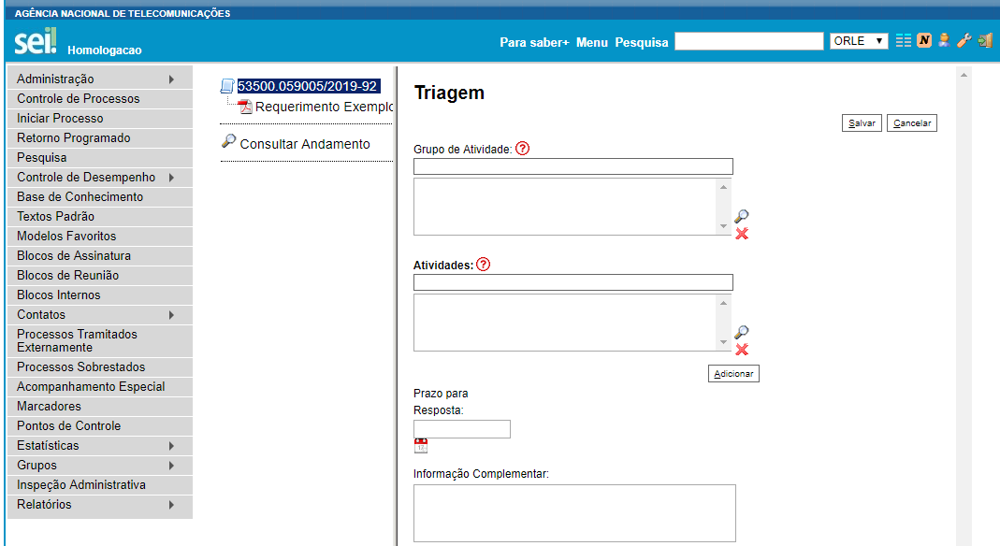 AGÊNCIA NACIONAL DE TELECOMUNICAÇÕES
sei! Homologacao
Para saber+ Menu Pesquisa ORLE
Administração
Controle de Processos
Iniciar Processo
Retorno Programado
Pesquisa
Controle de Desempenho
Base de Conhecimento
Textos Padrão
Modelos Favoritos
Blocos de Assinatura
Blocos de Reunião
Blocos Internos
Contatos
Processos Tramitados
Externamente
Processos Sobrestados
Acompanhamento Especial
Marcadores
Pontos de Controle
Estatísticas
Grupos
Inspeção Administrativa
Relatórios
53500.059005/2019-92
Requerimento Exemplo
Consultar Andamento
Triagem
Salvar Cancelar
Grupo de Atividade:
Atividades:
Adicionar
Prazo para
Resposta:
Informação Complementar: